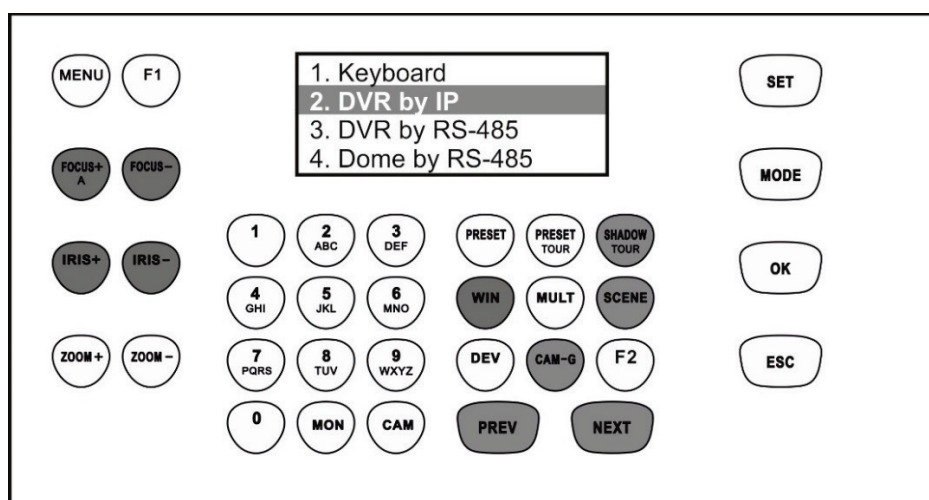 MENU
F1
1. Keyboard
2. DVR by IP
3. DVR by RS-485
4. Dome by RS-485
SET
FOCUS+
A
FOCUS-
MODE
1
2
ABC
3
DEF
PRESET
PRESET
TOUR
SHADOW
TOUR
IRIS+
IRIS-
OK
4
GHI
5
JKL
6
MNO
WIN
MULT
SCENE
ZOOM+
ZOOM-
7
PQRS
8
TUV
9
WXYZ
DEV
CAM-G
F2
ESC
0
MON
CAM
PREV
NEXT